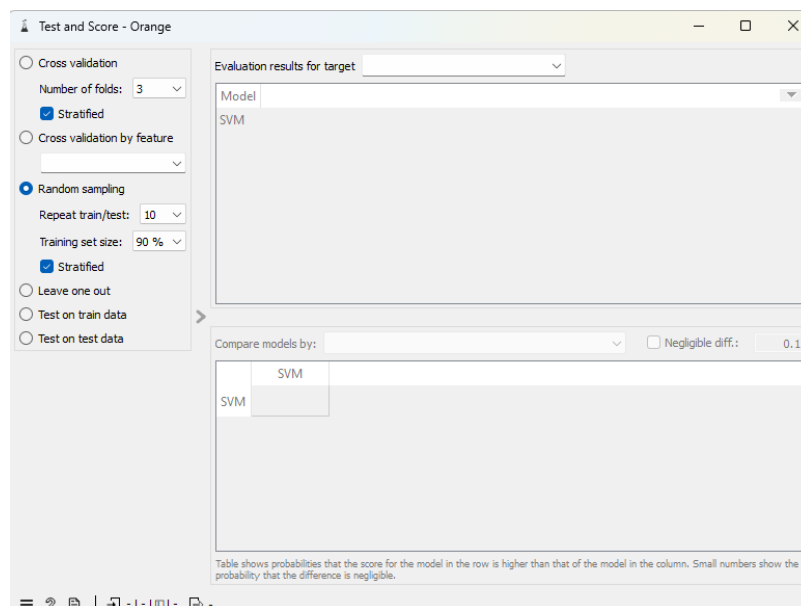 Test and Score - Orange
Cross validation
Number of folds: 3
Stratified
Cross validation by feature
Random sampling
Repeat train/test: 10
Training set size: 90 %
Stratified
Leave one out
Test on train data
Test on test data
Evaluation results for target
Model
SVM
Compare models by:
Negligible diff.: 0.1
SVM
SVM
Table shows probabilities that the score for the model in the row is higher than that of the model in the column. Small numbers show the
probability that the difference is negligible.